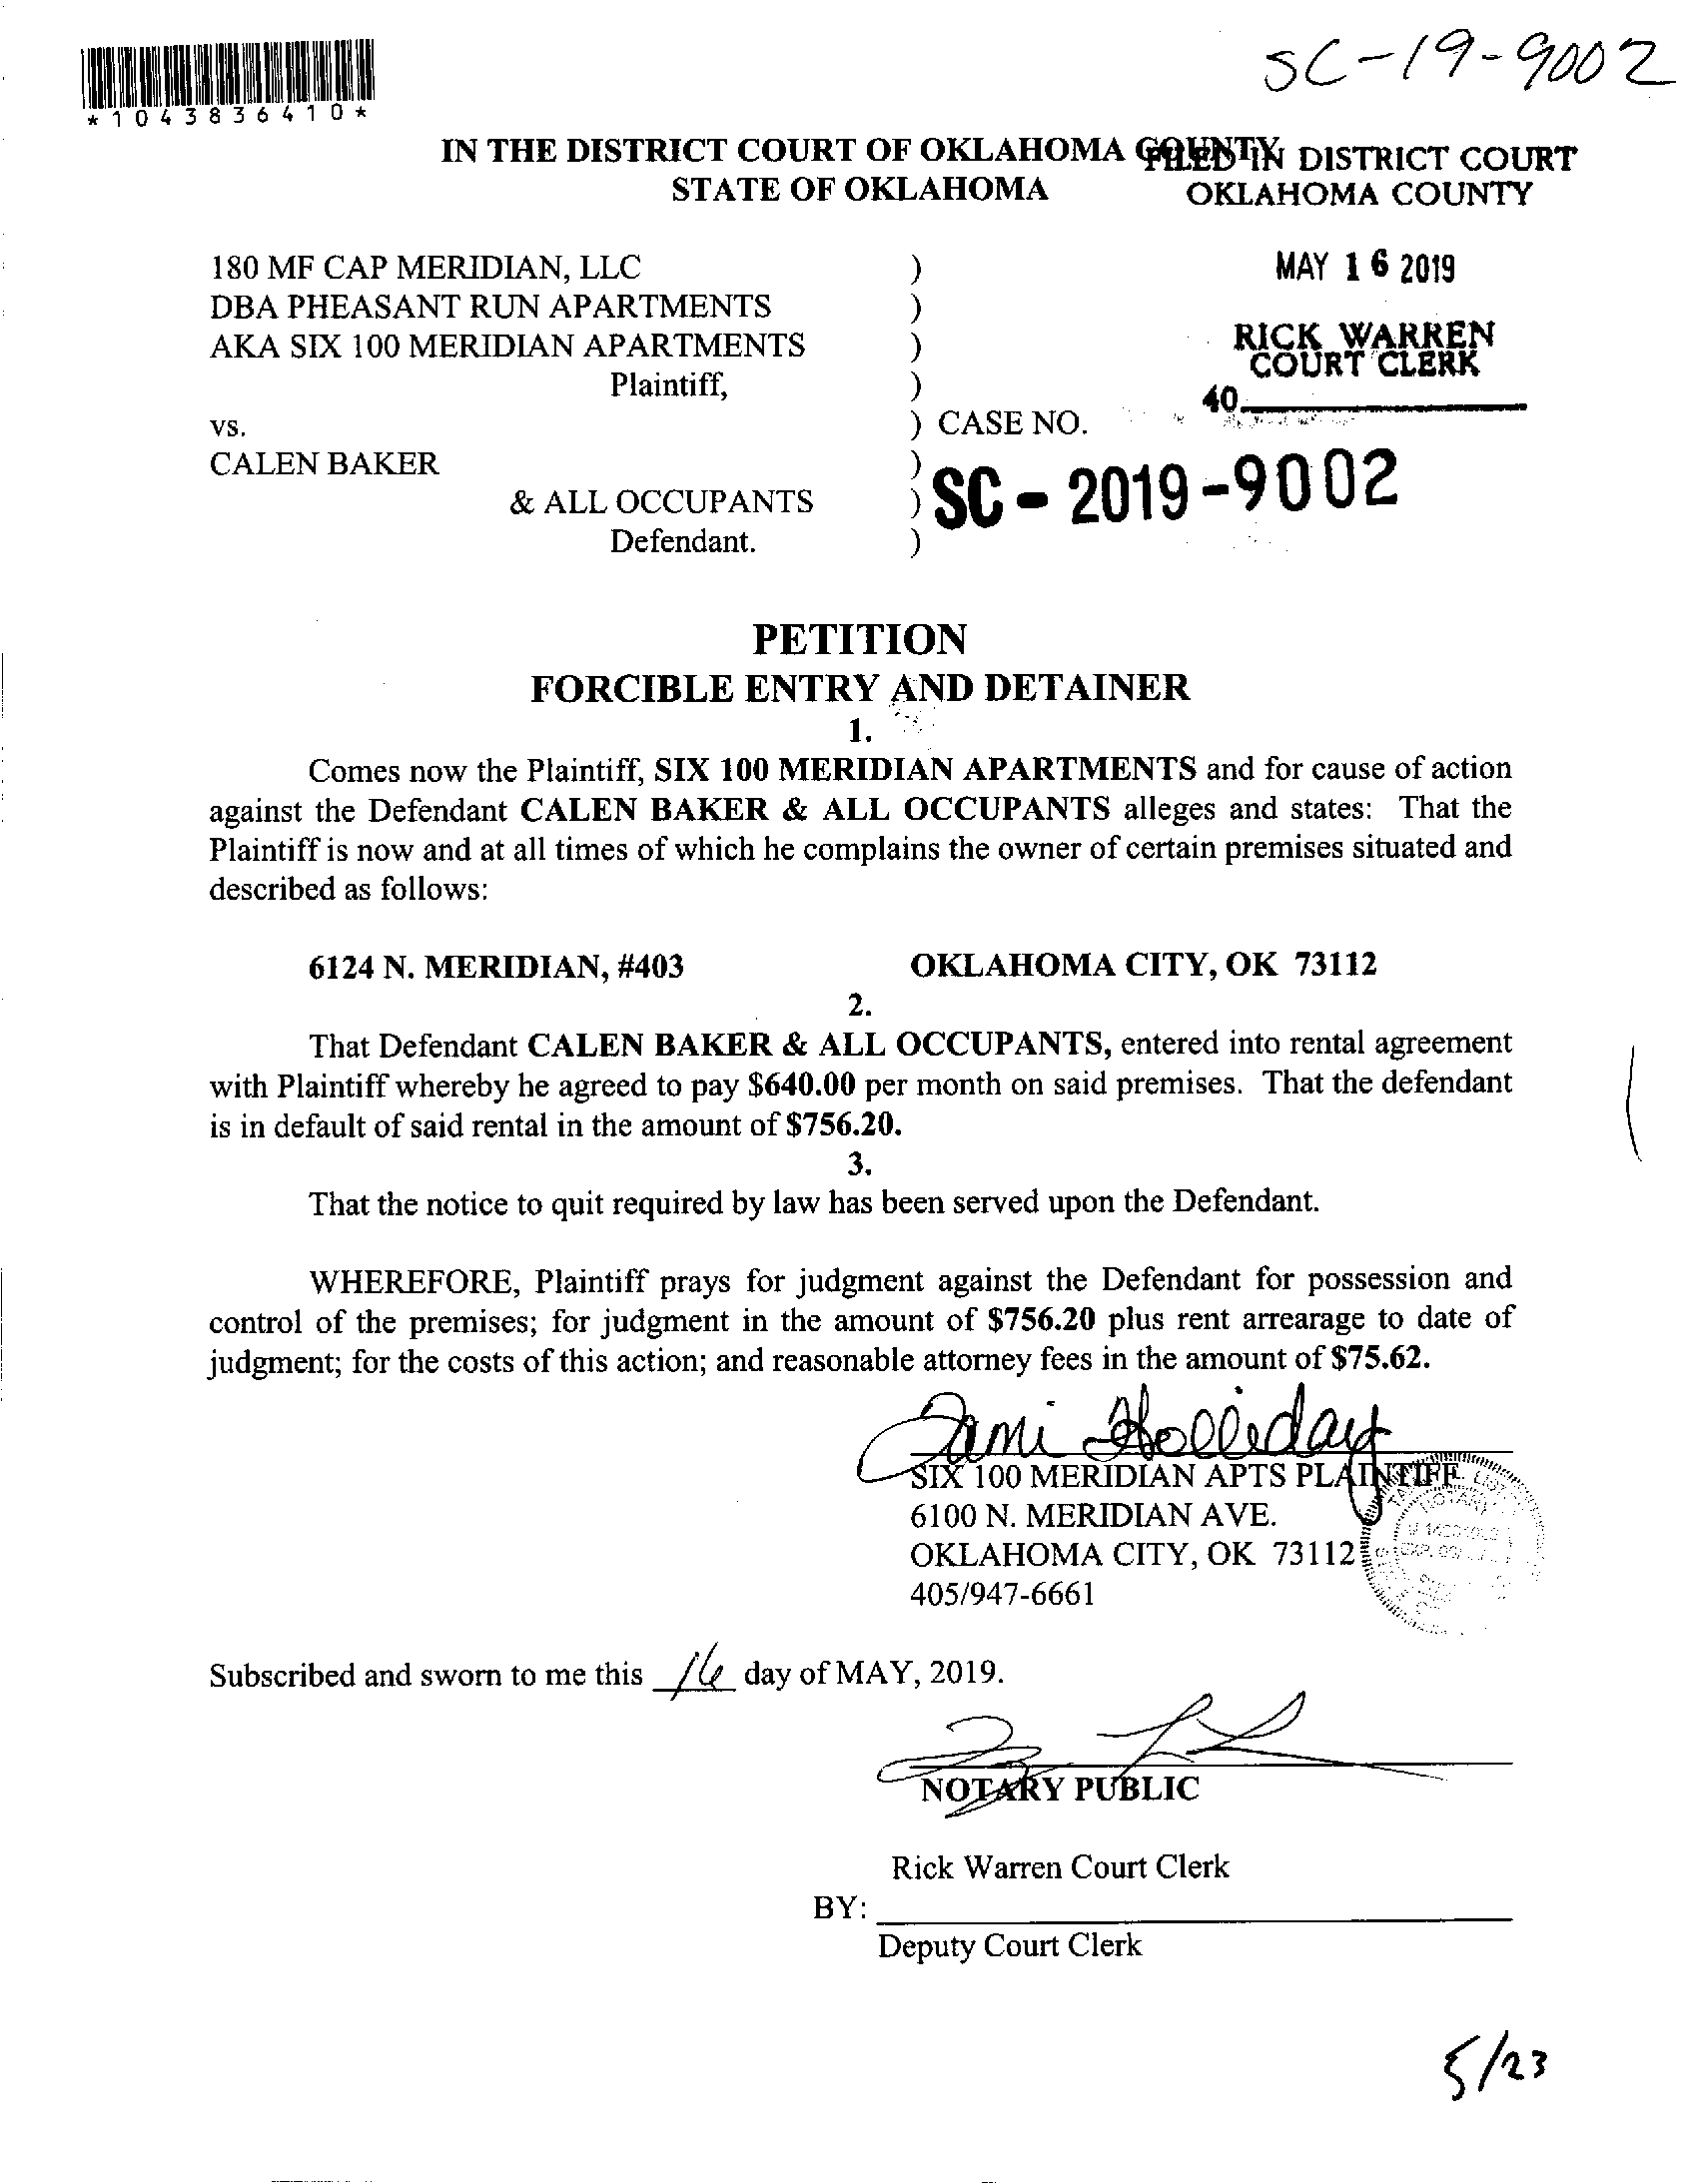 SC-19-9002
*1043836410*
IN THE DISTRICT COURT OF OKLAHOMA COUNTY
STATE OF OKLAHOMA
FILED IN DISTRICT COURT
OKLAHOMA COUNTY
MAY 16 2019
RICK WARREN
COURT CLERK
40
180 MF CAP MERIDIAN, LLC )
DBA PHEASANT RUN APARTMENTS )
AKA SIX 100 MERIDIAN APARTMENTS )
Plaintiff, )
vs. ) CASE NO.
CALEN BAKER )
& ALL OCCUPANTS ) SC - 2019 -9002
Defendant. )
PETITION
FORCIBLE ENTRY AND DETAINER
1.
Comes now the Plaintiff, SIX 100 MERIDIAN APARTMENTS and for cause of action
against the Defendant CALEN BAKER & ALL OCCUPANTS alleges and states: That the
Plaintiff is now and at all times of which he complains the owner of certain premises situated and
described as follows:
6124 N. MERIDIAN, #403 OKLAHOMA CITY, OK 73112
2.
That Defendant CALEN BAKER & ALL OCCUPANTS, entered into rental agreement
with Plaintiff whereby he agreed to pay $640.00 per month on said premises. That the defendant
is in default of said rental in the amount of $756.20.
3.
That the notice to quit required by law has been served upon the Defendant.
WHEREFORE, Plaintiff prays for judgment against the Defendant for possession and
control of the premises; for judgment in the amount of $756.20 plus rent arrearage to date of
judgment; for the costs of this action; and reasonable attorney fees in the amount of $75.62.
Jami Holliday
SIX 100 MERIDIAN APTS PLAINTIFF
6100 N. MERIDIAN AVE.
OKLAHOMA CITY, OK 73112
405/947-6661
Subscribed and sworn to me this 16 day of MAY, 2019.
NOTARY PUBLIC
Rick Warren Court Clerk
BY:
Deputy Court Clerk
5/23